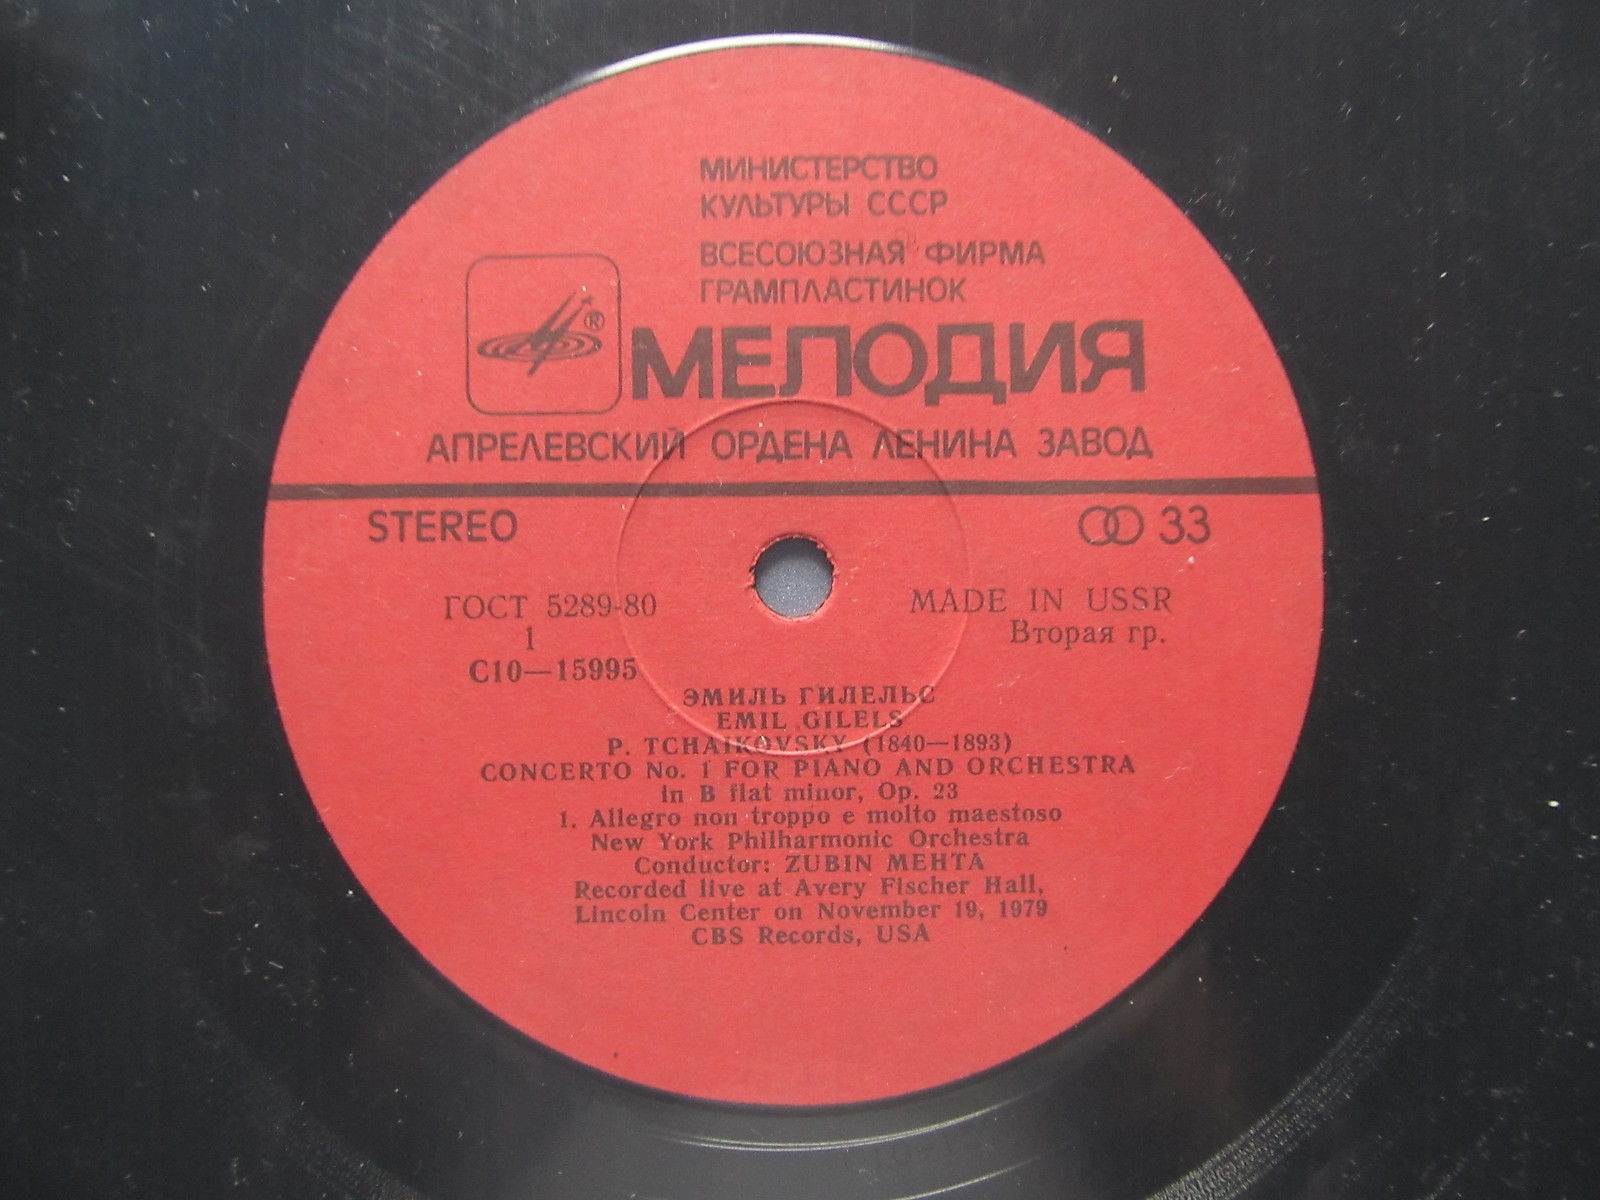 МИНИСТЕРСТВО
КУЛЬТУРЫ СССР
ВСЕСОЮЗНАЯ ФИРМА
ГРАМПЛАСТИНОК
®
МЕЛОДИЯ
АПРЕЛЕВСКИЙ ОРДЕНА ЛЕНИНА ЗАВОД
STEREO 33
ГОСТ 5289-80 MADE IN USSR
1 Вторая гр.
С10—15995
ЭМИЛЬ ГИЛЕЛЬС
EMIL GILELS
P. TCHAIKOVSKY (1840—1893)
CONCERTO No. 1 FOR PIANO AND ORCHESTRA
in B flat minor, Op. 23
1. Allegro non troppo e molto maestoso
New York Philharmonic Orchestra
Conductor: ZUBIN MEHTA
Recorded live at Avery Fischer Hall,
Lincoln Center on November 19, 1979
CBS Records, USA